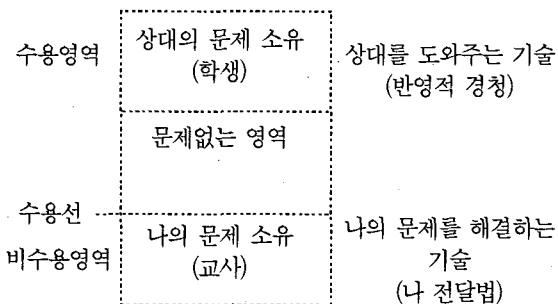 수용영역
상대의 문제 소유
(학생)
상대를 도와주는 기술
(반영적 경청)
문제없는 영역
수용선
비수용영역
나의 문제 소유
(교사)
나의 문제를 해결하는
기술
(나 전달법)